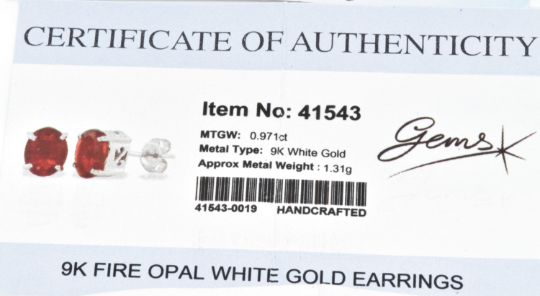 CERTIFICATE OF AUTHENTICITY
Item No: 41543
MTGW: 0.971ct
Metal Type: 9K White Gold
Approx Metal Weight : 1.31g
Gems
41543-0019 HANDCRAFTED
9K FIRE OPAL WHITE GOLD EARRINGS